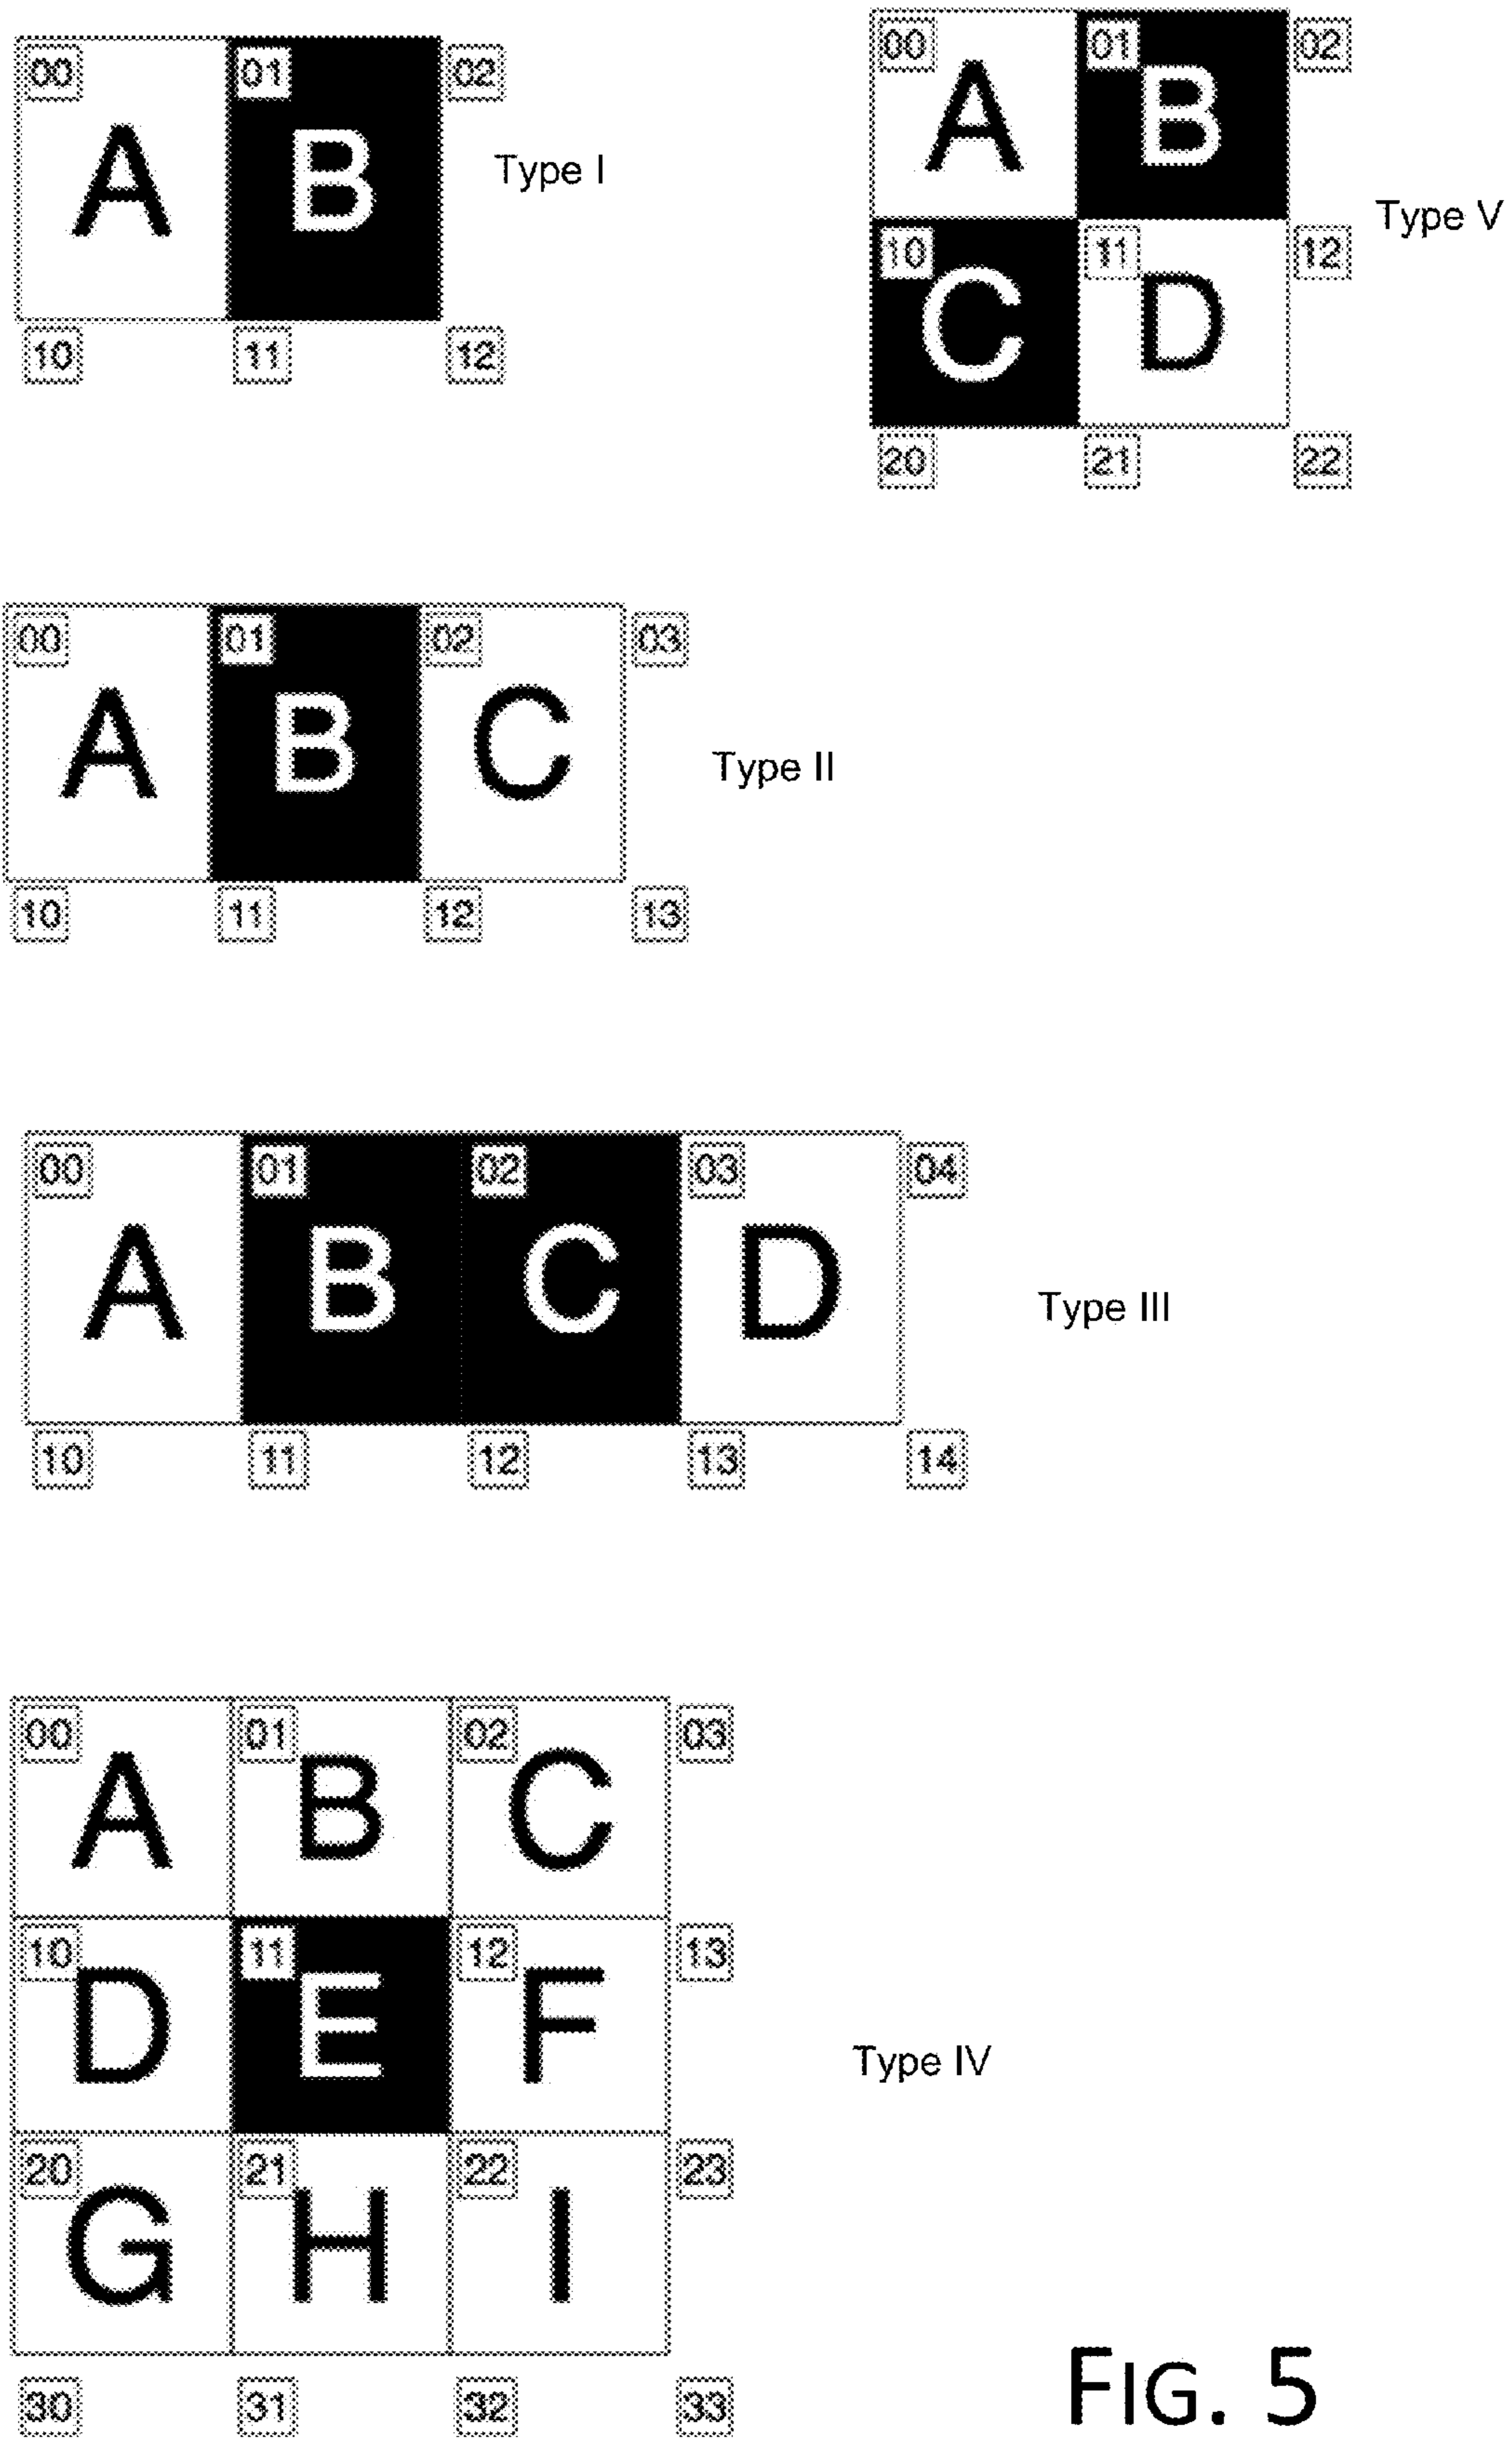 00 01 02
A B
Type I
10 11 12
00 01 02
A B
Type V
10 11 12
C D
20 21 22
00 01 02 03
A B C
Type II
10 11 12 13
00 01 02 03 04
A B C D
Type III
10 11 12 13 14
00 01 02 03
A B C
10 11 12 13
D E F
Type IV
20 21 22 23
G H I
30 31 32 33
FIG. 5